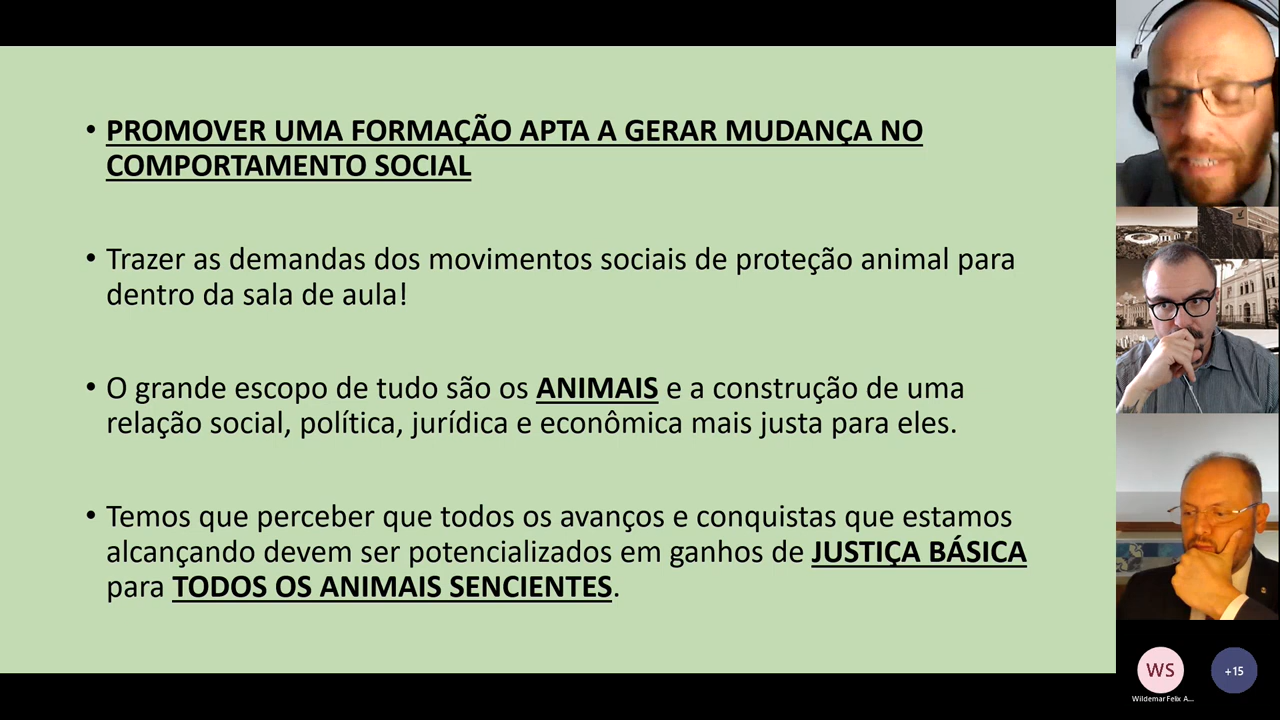 • PROMOVER UMA FORMAÇÃO APTA A GERAR MUDANÇA NO
COMPORTAMENTO SOCIAL
• Trazer as demandas dos movimentos sociais de proteção animal para
dentro da sala de aula!
• O grande escopo de tudo são os ANIMAIS e a construção de uma
relação social, política, jurídica e econômica mais justa para eles.
• Temos que perceber que todos os avanços e conquistas que estamos
alcançando devem ser potencializados em ganhos de JUSTIÇA BÁSICA
para TODOS OS ANIMAIS SENCIENTES.
WS
+15
Wildemar Felix A...